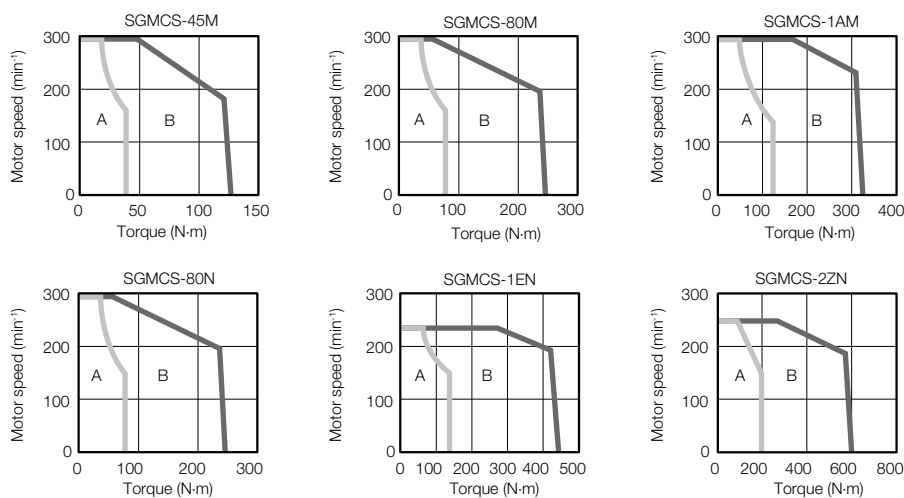 SGMCS-45M
Motor speed (min⁻¹)
300
200
100
0
A
B
0
50
100
150
Torque (N·m)
SGMCS-80M
Motor speed (min⁻¹)
300
200
100
0
A
B
0
100
200
300
Torque (N·m)
SGMCS-1AM
Motor speed (min⁻¹)
300
200
100
0
A
B
0
100
200
300
400
Torque (N·m)
SGMCS-80N
Motor speed (min⁻¹)
300
200
100
0
A
B
0
100
200
300
Torque (N·m)
SGMCS-1EN
Motor speed (min⁻¹)
300
200
100
0
A
B
0
100
200
300
400
500
Torque (N·m)
SGMCS-2ZN
Motor speed (min⁻¹)
300
200
100
0
A
B
0
200
400
600
800
Torque (N·m)